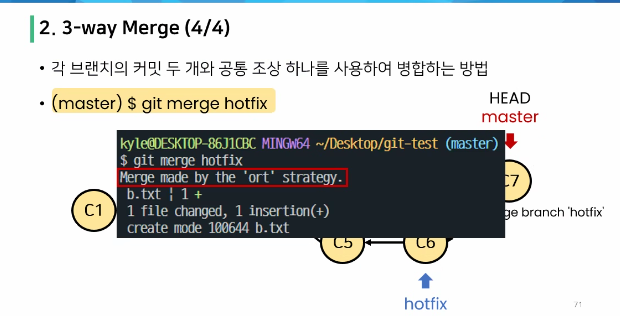 2. 3-way Merge (4/4)
• 각 브랜치의 커밋 두 개와 공통 조상 하나를 사용하여 병합하는 방법
• (master) $ git merge hotfix
HEAD
master
kyle@DESKTOP-86J1CBC MINGW64 ~/Desktop/git-test (master)
$ git merge hotfix
Merge made by the 'ort' strategy.
b.txt | 1 +
1 file changed, 1 insertion(+)
create mode 100644 b.txt
C1
C7
ge branch 'hotfix'
C5
C6
hotfix
71